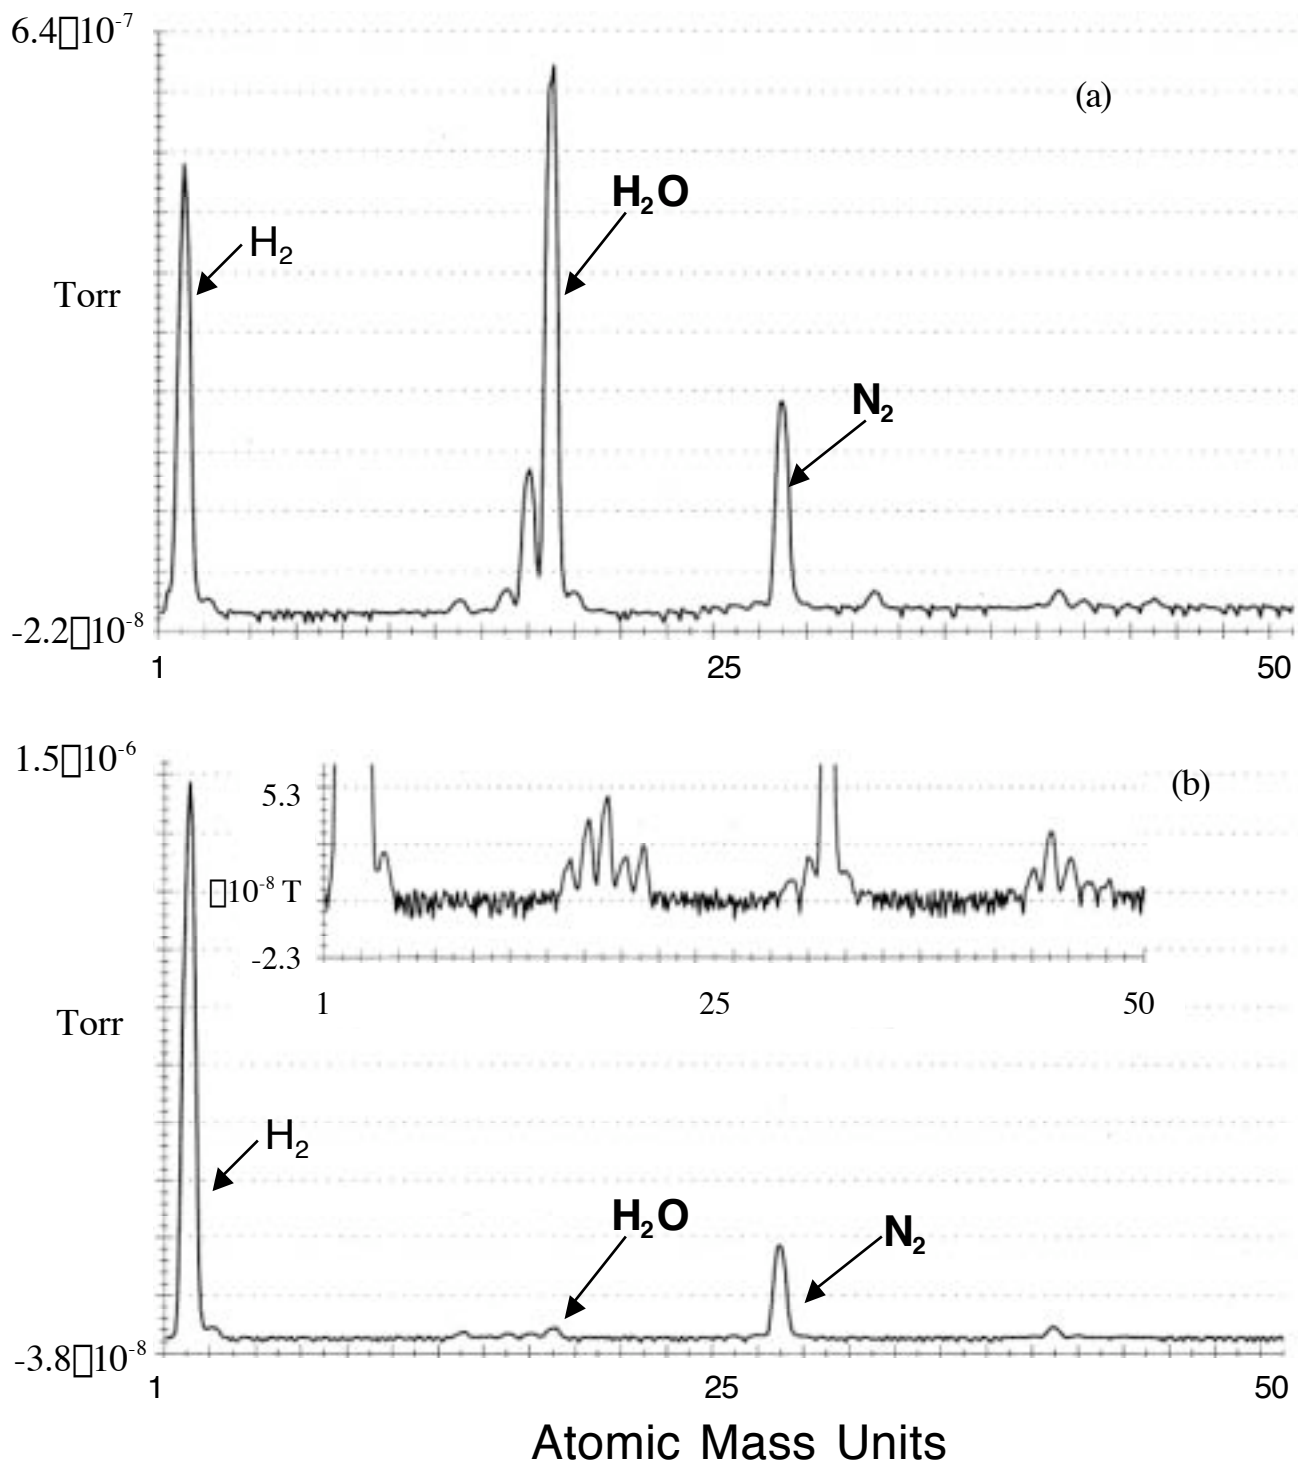 6.4▯10⁻⁷
(a)
H₂O
H₂
Torr
N₂
-2.2▯10⁻⁸
1 25 50
1.5▯10⁻⁶
(b)
5.3
▯10⁻⁸ T
-2.3
1 25 50
Torr
H₂
H₂O
N₂
-3.8▯10⁻⁸
1 25 50
Atomic Mass Units